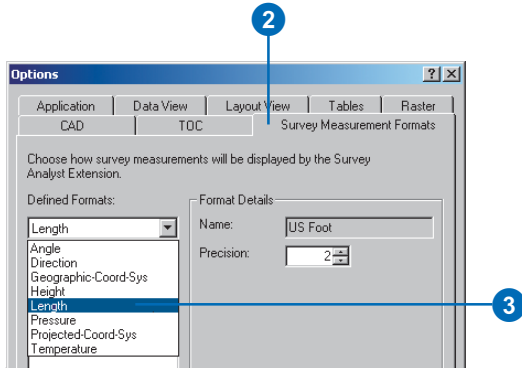 2
Options
Application Data View Layout View Tables Raster
CAD TOC Survey Measurement Formats
Choose how survey measurements will be displayed by the Survey
Analyst Extension.
Defined Formats:
Format Details
Length
Name: US Foot
Precision: 2
Angle
Direction
Geographic-Coord-Sys
Height
Length
3
Pressure
Projected-Coord-Sys
Temperature